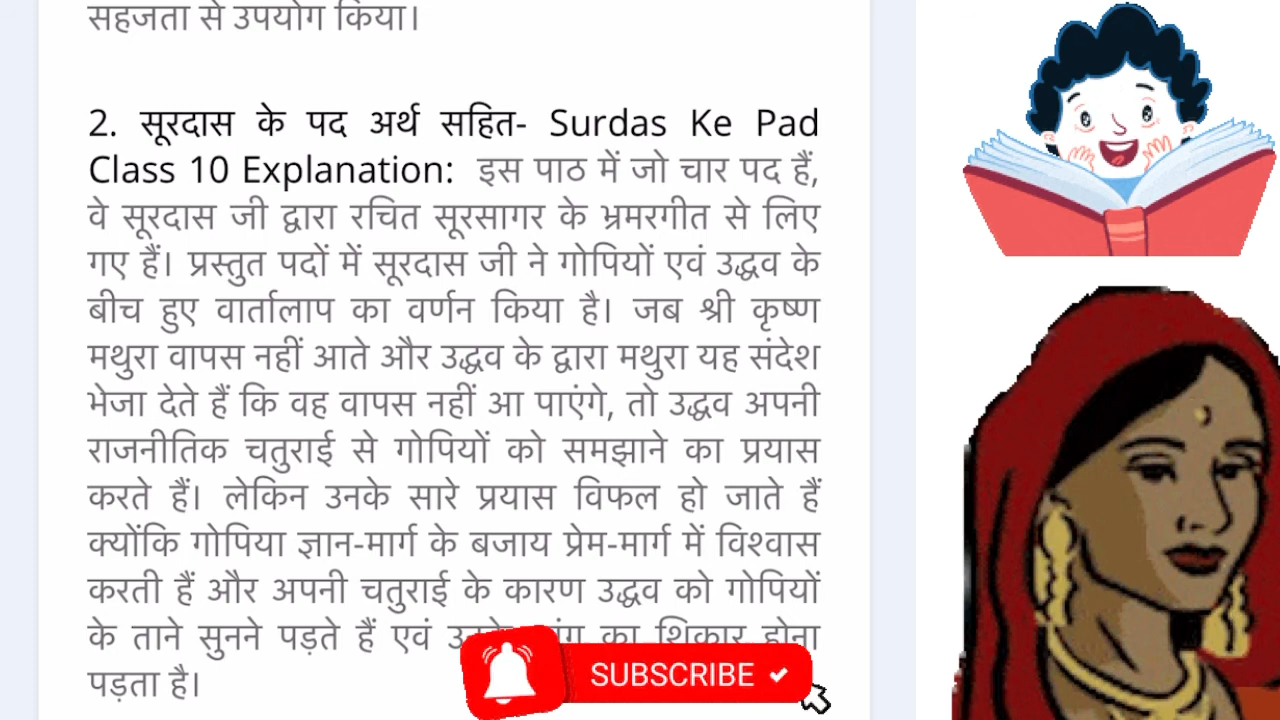 सहजता से उपयोग किया।
2. सूरदास के पद अर्थ सहित- Surdas Ke Pad
Class 10 Explanation: इस पाठ में जो चार पद हैं,
वे सूरदास जी द्वारा रचित सूरसागर के भ्रमरगीत से लिए
गए हैं। प्रस्तुत पदों में सूरदास जी ने गोपियों एवं उद्धव के
बीच हुए वार्तालाप का वर्णन किया है। जब श्री कृष्ण
मथुरा वापस नहीं आते और उद्धव के द्वारा मथुरा यह संदेश
भेजा देते हैं कि वह वापस नहीं आ पाएंगे, तो उद्धव अपनी
राजनीतिक चतुराई से गोपियों को समझाने का प्रयास
करते हैं। लेकिन उनके सारे प्रयास विफल हो जाते हैं
क्योंकि गोपिया ज्ञान-मार्ग के बजाय प्रेम-मार्ग में विश्वास
करती हैं और अपनी चतुराई के कारण उद्धव को गोपियों
के ताने सुनने पड़ते हैं एवं का शिकार होना
पड़ता है।
SUBSCRIBE